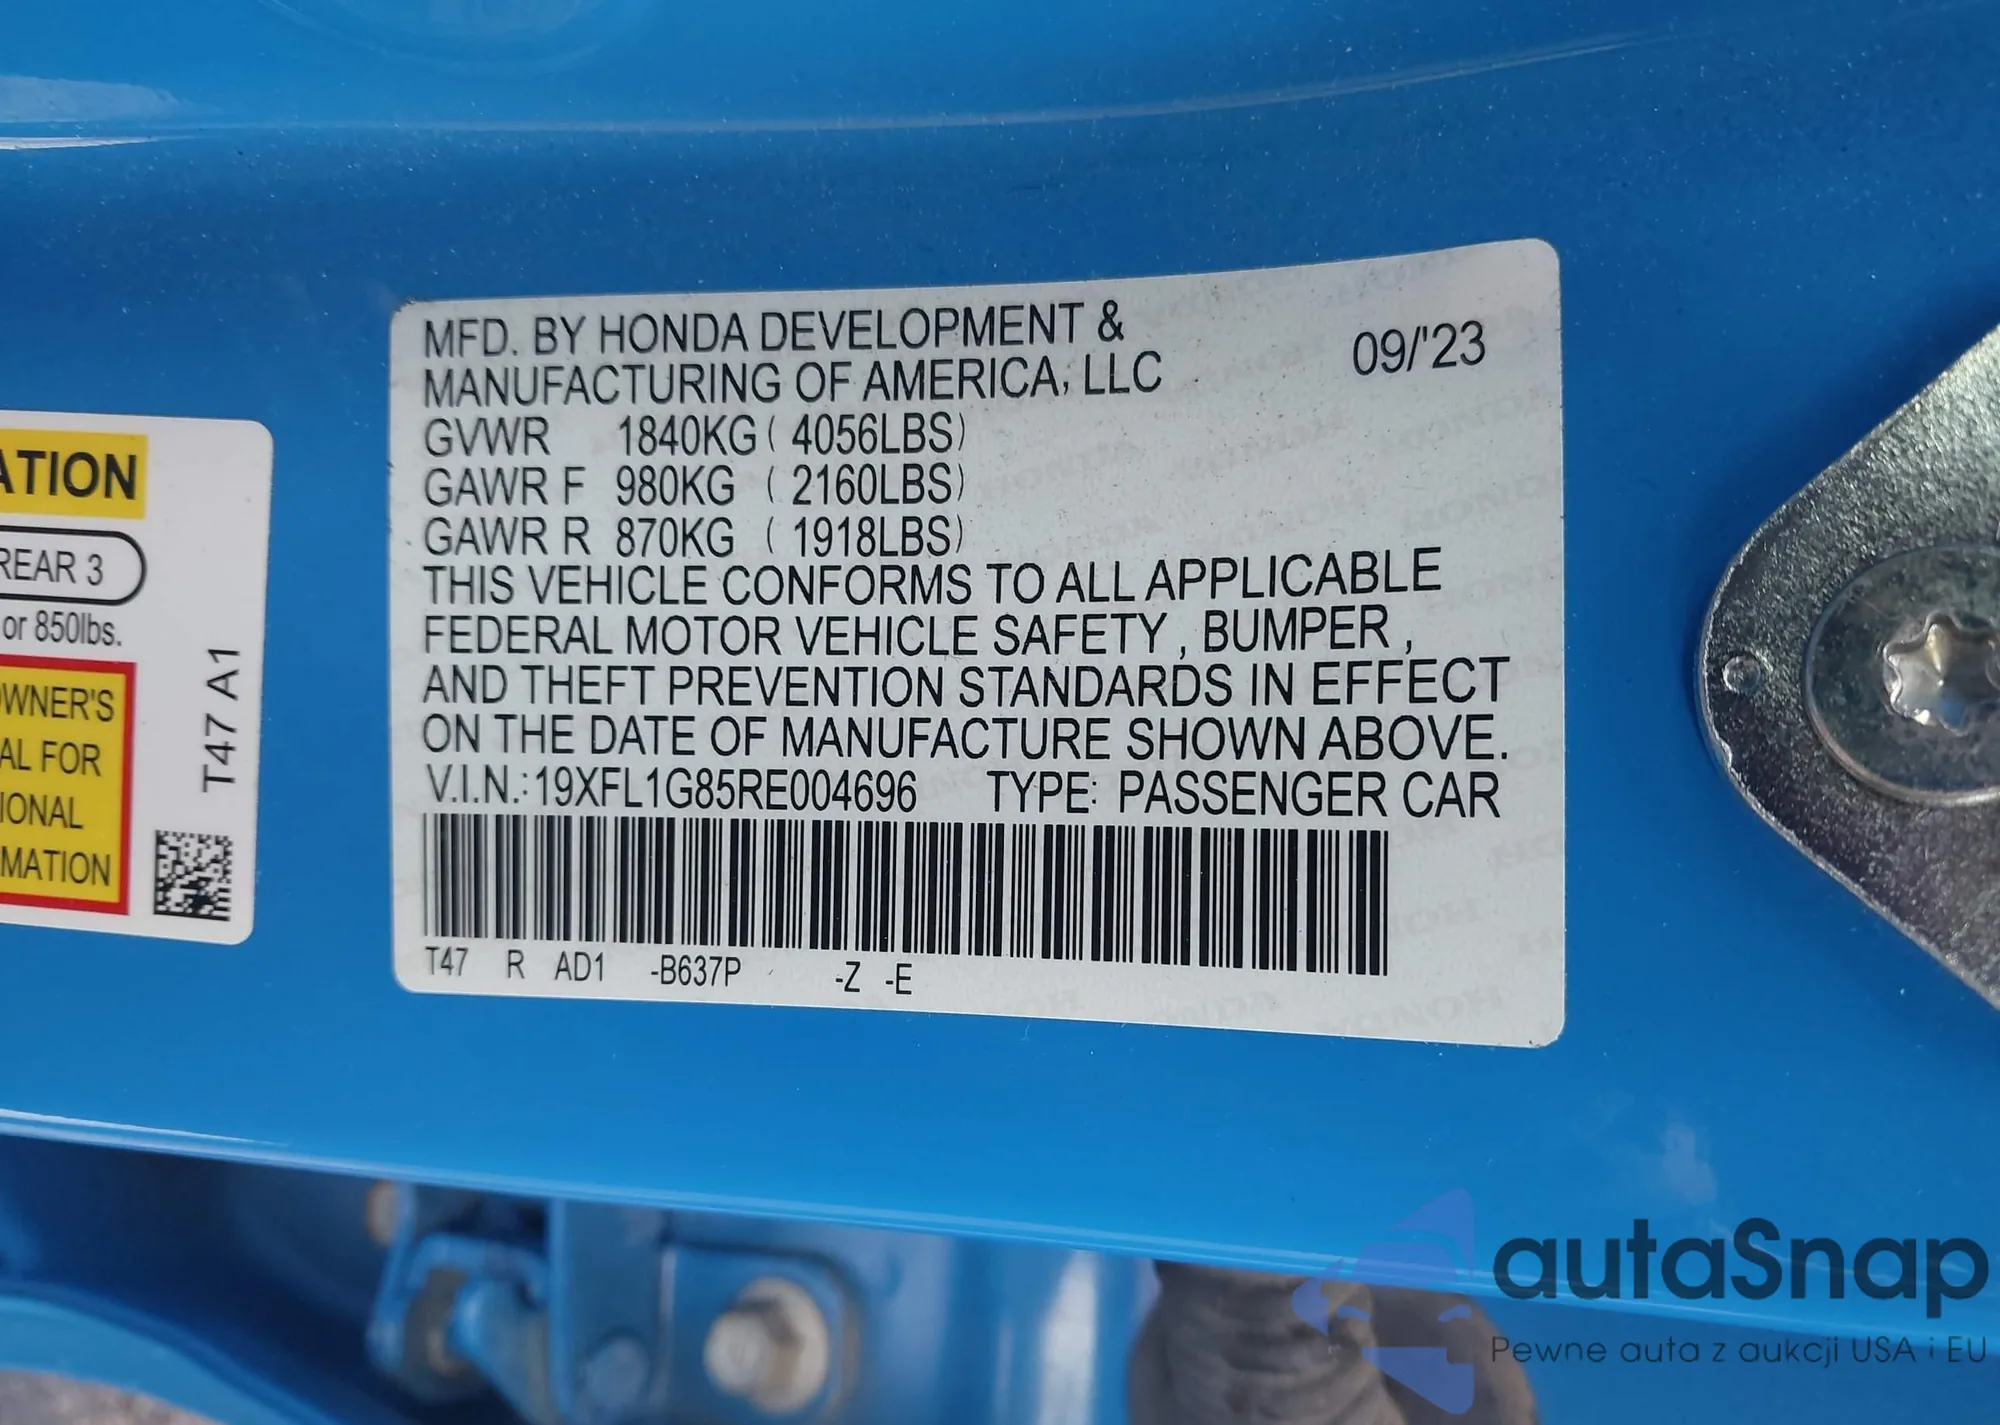 ATION
REAR 3
or 850lbs.
OWNER'S
AL FOR
IONAL
MATION
T47 A1
MFD. BY HONDA DEVELOPMENT &
MANUFACTURING OF AMERICA, LLC
09/'23
GVWR 1840KG ( 4056LBS)
GAWR F 980KG ( 2160LBS)
GAWR R 870KG ( 1918LBS)
THIS VEHICLE CONFORMS TO ALL APPLICABLE
FEDERAL MOTOR VEHICLE SAFETY , BUMPER ,
AND THEFT PREVENTION STANDARDS IN EFFECT
ON THE DATE OF MANUFACTURE SHOWN ABOVE.
V.I.N.:19XFL1G85RE004696 TYPE: PASSENGER CAR
T47 R AD1 -B637P -Z -E
autaSnap
Pewne auta z aukcji USA i EU